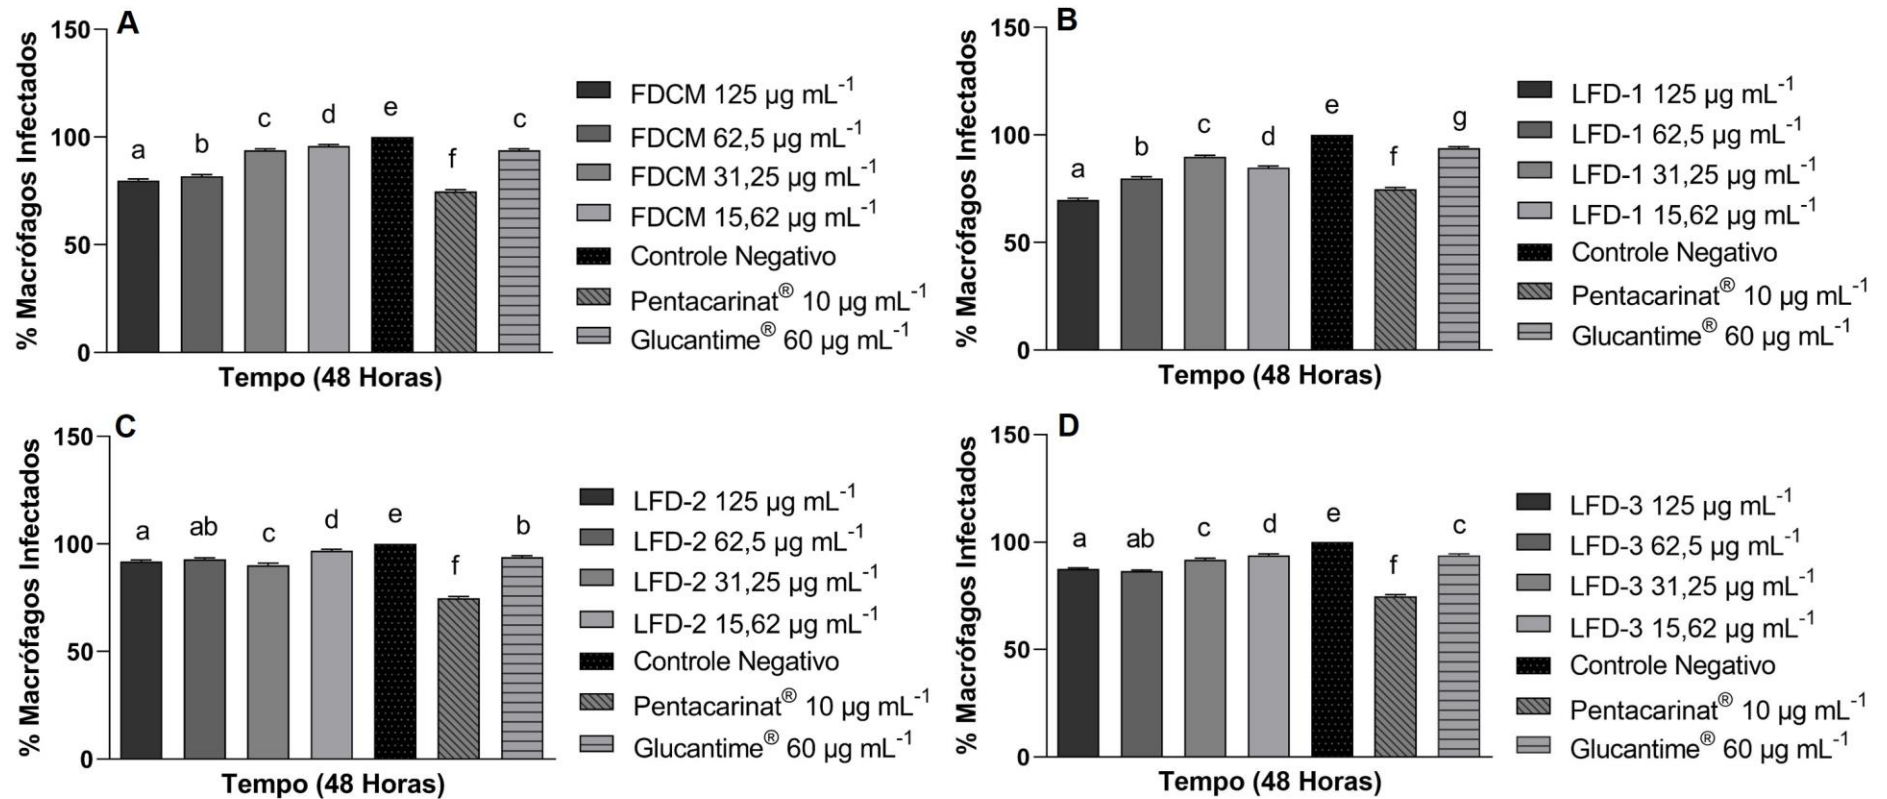 A
% Macrófagos Infectados
150
100
50
0
a
b
c
d
e
f
c
Tempo (48 Horas)
FDCM 125 µg mL-1
FDCM 62,5 µg mL-1
FDCM 31,25 µg mL-1
FDCM 15,62 µg mL-1
Controle Negativo
Pentacarinat® 10 µg mL-1
Glucantime® 60 µg mL-1
B
% Macrófagos Infectados
150
100
50
0
a
b
c
d
e
f
g
Tempo (48 Horas)
LFD-1 125 µg mL-1
LFD-1 62,5 µg mL-1
LFD-1 31,25 µg mL-1
LFD-1 15,62 µg mL-1
Controle Negativo
Pentacarinat® 10 µg mL-1
Glucantime® 60 µg mL-1
C
% Macrófagos Infectados
150
100
50
0
a
ab
c
d
e
f
b
Tempo (48 Horas)
LFD-2 125 µg mL-1
LFD-2 62,5 µg mL-1
LFD-2 31,25 µg mL-1
LFD-2 15,62 µg mL-1
Controle Negativo
Pentacarinat® 10 µg mL-1
Glucantime® 60 µg mL-1
D
% Macrófagos Infectados
150
100
50
0
a
ab
c
d
e
f
c
Tempo (48 Horas)
LFD-3 125 µg mL-1
LFD-3 62,5 µg mL-1
LFD-3 31,25 µg mL-1
LFD-3 15,62 µg mL-1
Controle Negativo
Pentacarinat® 10 µg mL-1
Glucantime® 60 µg mL-1